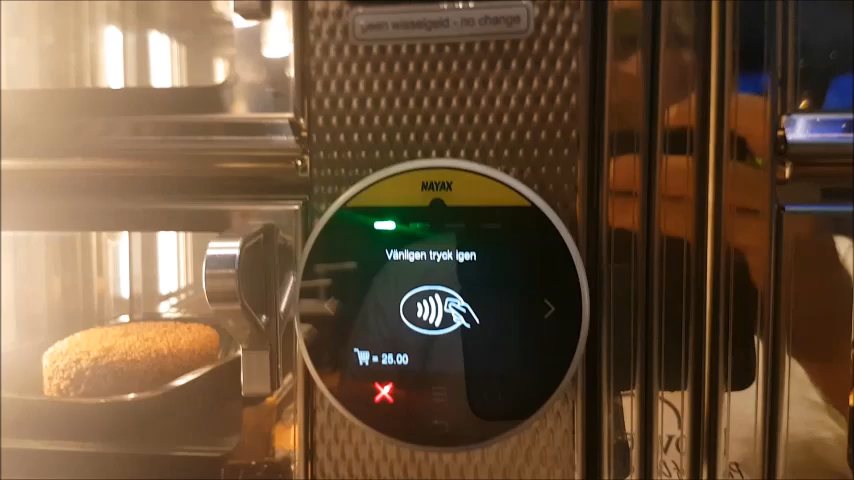 geen wisselgeld - no change
NAYAX
Vänligen tryck igen
= 25.00